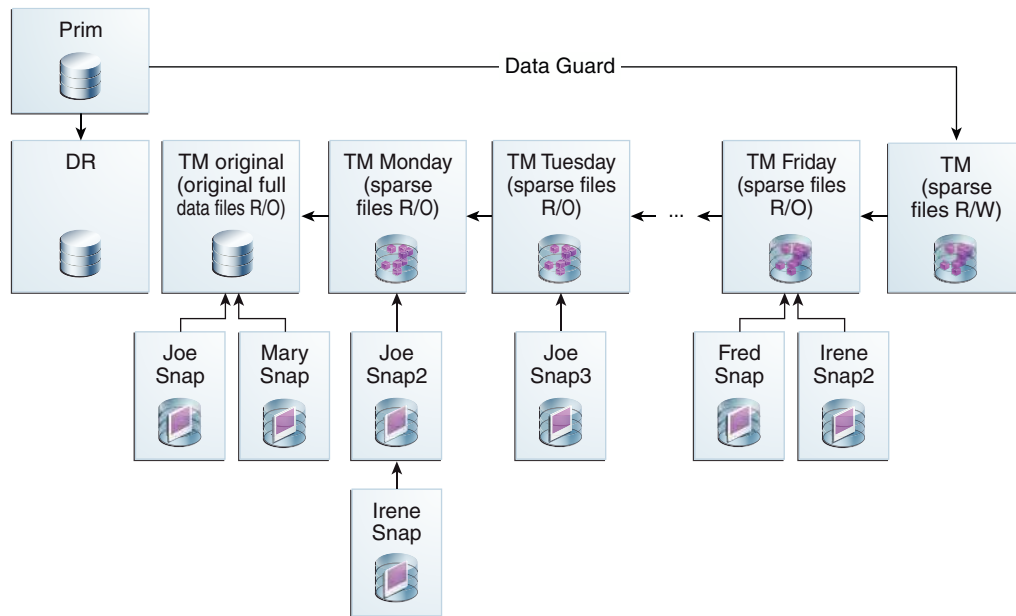 Prim
Data Guard
DR
TM original
(original full
data files R/O)
TM Monday
(sparse
files R/O)
TM Tuesday
(sparse files
R/O)
...
TM Friday
(sparse files
R/O)
TM
(sparse
files R/W)
Joe
Snap
Mary
Snap
Joe
Snap2
Joe
Snap3
Fred
Snap
Irene
Snap2
Irene
Snap